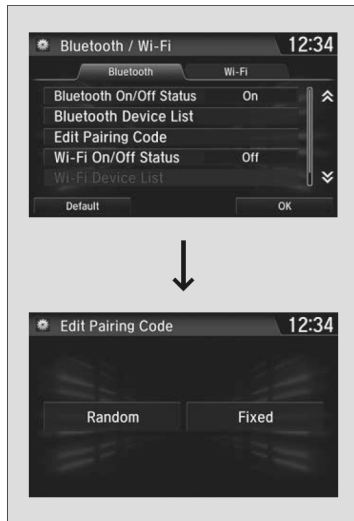 Bluetooth / Wi-Fi 12:34
Bluetooth Wi-Fi
Bluetooth On/Off Status On
Bluetooth Device List
Edit Pairing Code
Wi-Fi On/Off Status Off
Wi-Fi Device List
Default OK
Edit Pairing Code 12:34
Random Fixed